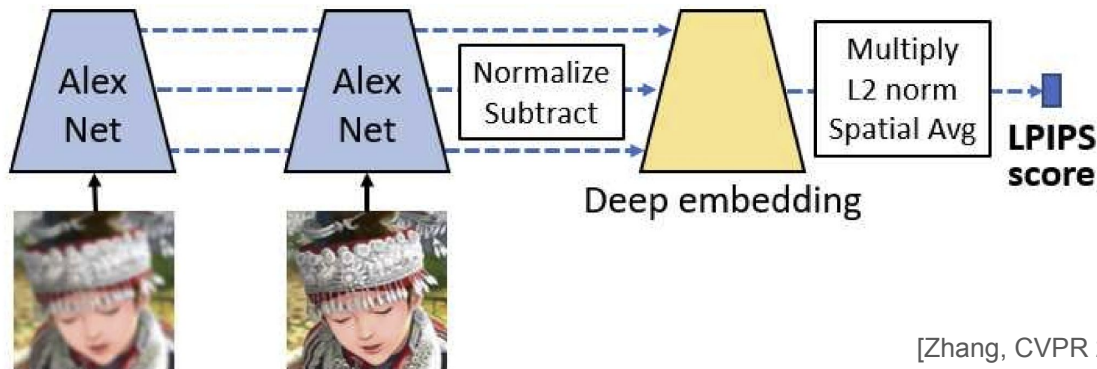 Alex
Net
Alex
Net
Normalize
Subtract
Multiply
L2 norm
Spatial Avg
LPIPS
score
Deep embedding
[Zhang, CVPR